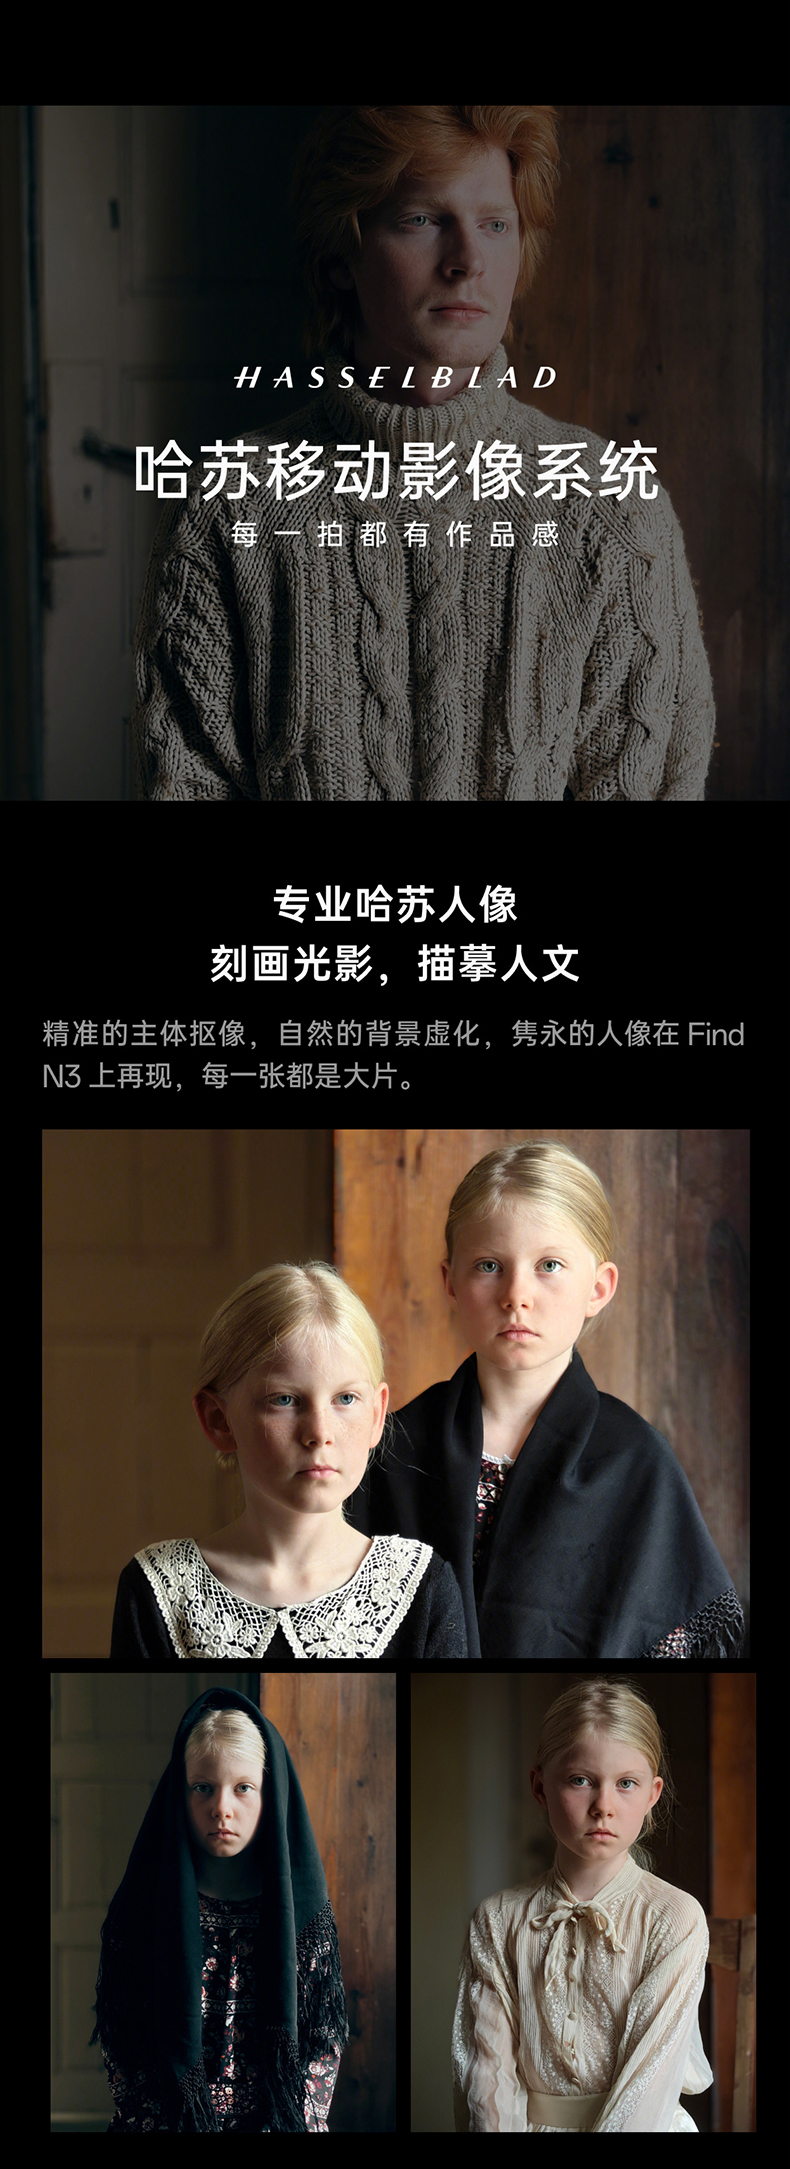 HASSELBLAD
哈苏移动影像系统
每一拍都有作品感
专业哈苏人像
刻画光影，描摹人文
精准的主体抠像，自然的背景虚化，隽永的人像在 Find
N3 上再现，每一张都是大片。